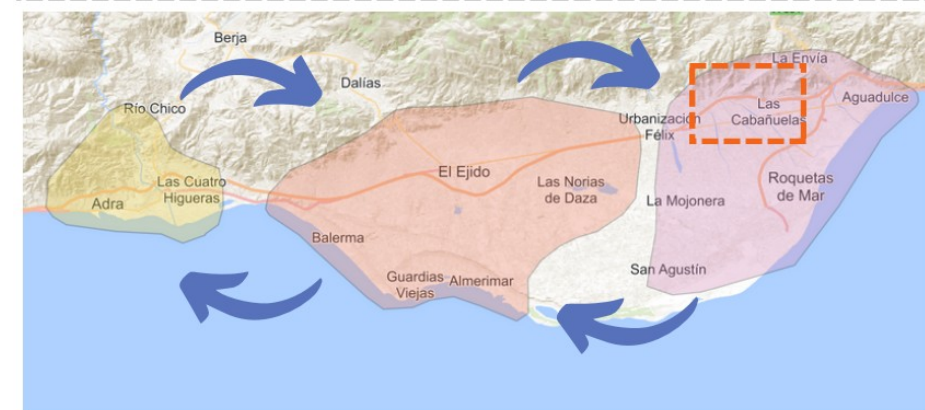 Berja
Dalías
La Envía
Río Chico
Las
Cabañuelas
Aguadulce
Urbanización
Félix
Las Cuatro
Higueras
Adra
El Ejido
Las Norias
de Daza
La Mojonera
Roquetas
de Mar
Balerma
San Agustín
Guardias
Viejas
Almerimar